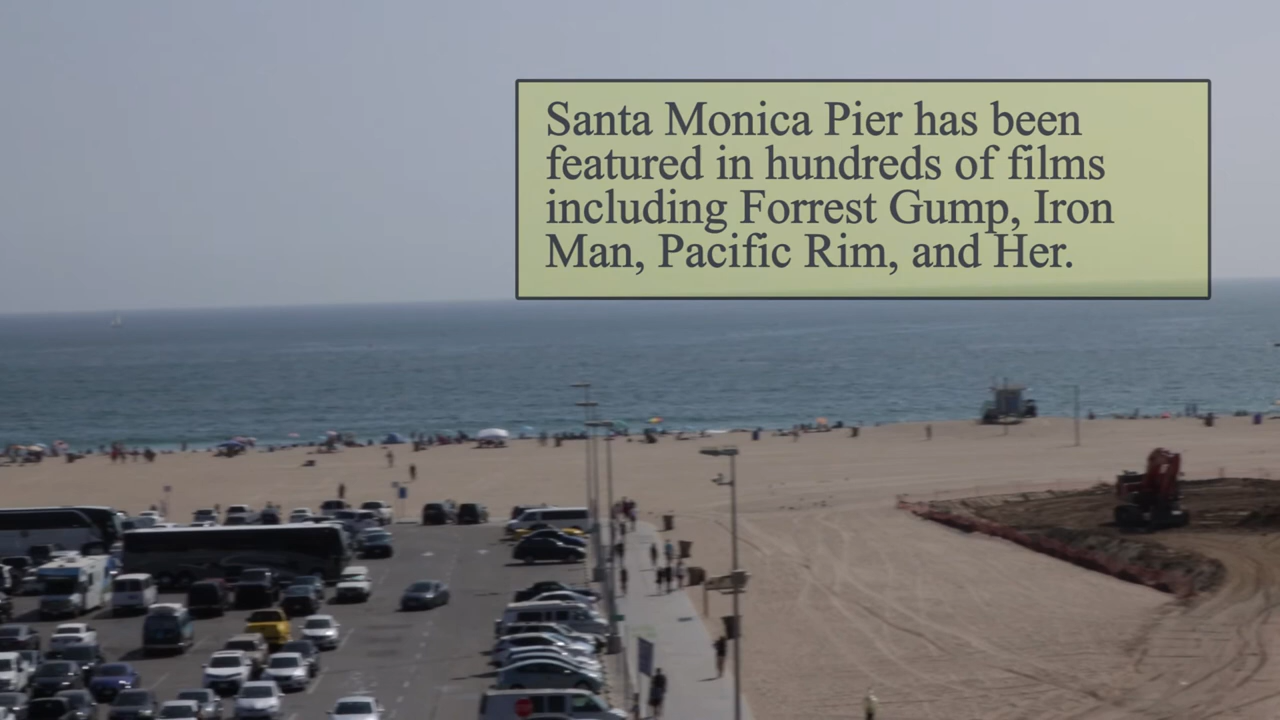 Santa Monica Pier has been
featured in hundreds of films
including Forrest Gump, Iron
Man, Pacific Rim, and Her.